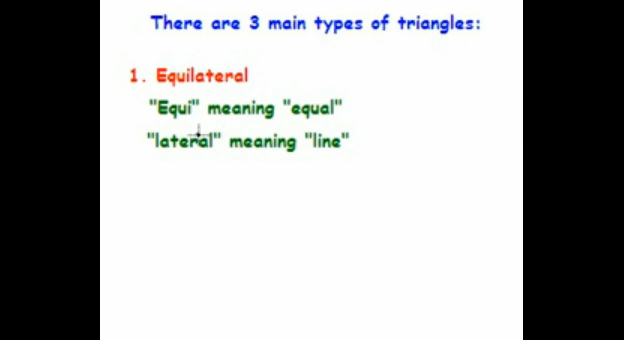 There are 3 main types of triangles:
1. Equilateral
"Equi" meaning "equal"
"lateral" meaning "line"